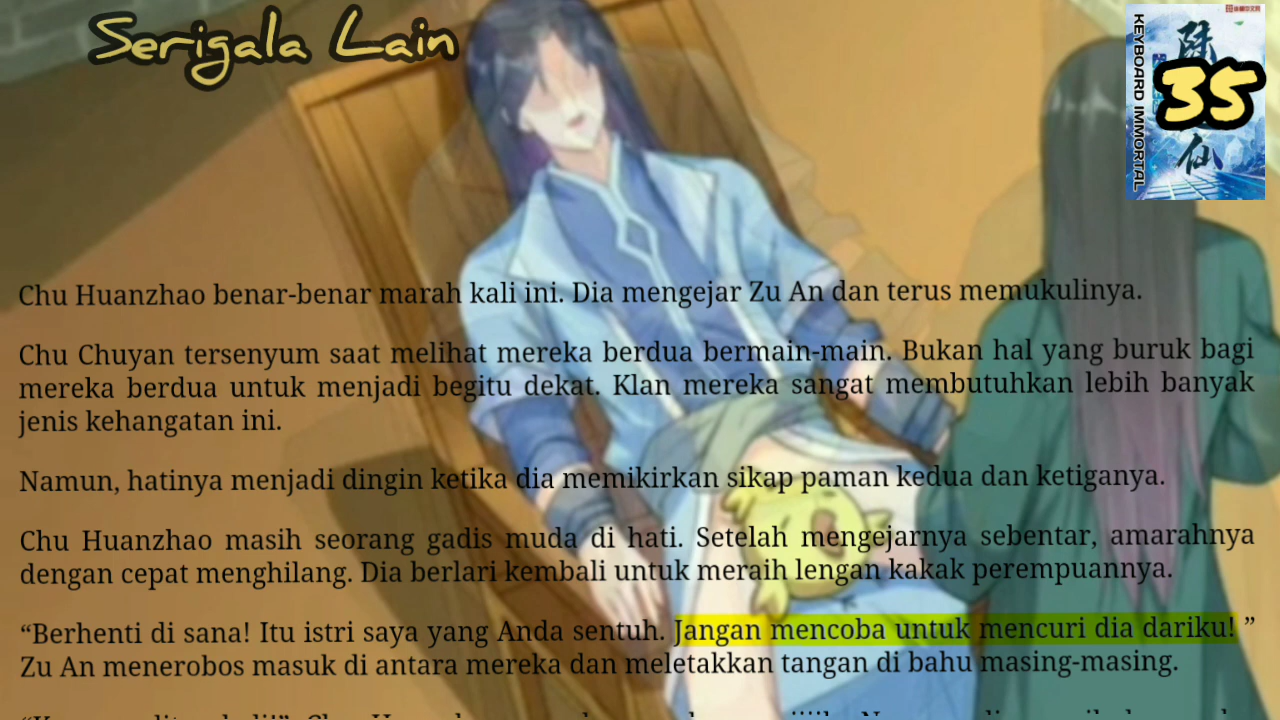 Serigala Lain
陆
仙
KEYBOARD IMMORTAL
35
Chu Huanzhao benar-benar marah kali ini. Dia mengejar Zu An dan terus memukulinya.
Chu Chuyan tersenyum saat melihat mereka berdua bermain-main. Bukan hal yang buruk bagi
mereka berdua untuk menjadi begitu dekat. Klan mereka sangat membutuhkan lebih banyak
jenis kehangatan ini.
Namun, hatinya menjadi dingin ketika dia memikirkan sikap paman kedua dan ketiganya.
Chu Huanzhao masih seorang gadis muda di hati. Setelah mengejarnya sebentar, amarahnya
dengan cepat menghilang. Dia berlari kembali untuk meraih lengan kakak perempuannya.
“Berhenti di sana! Itu istri saya yang Anda sentuh. Jangan mencoba untuk mencuri dia dariku! ”
Zu An menerobos masuk di antara mereka dan meletakkan tangan di bahu masing-masing.